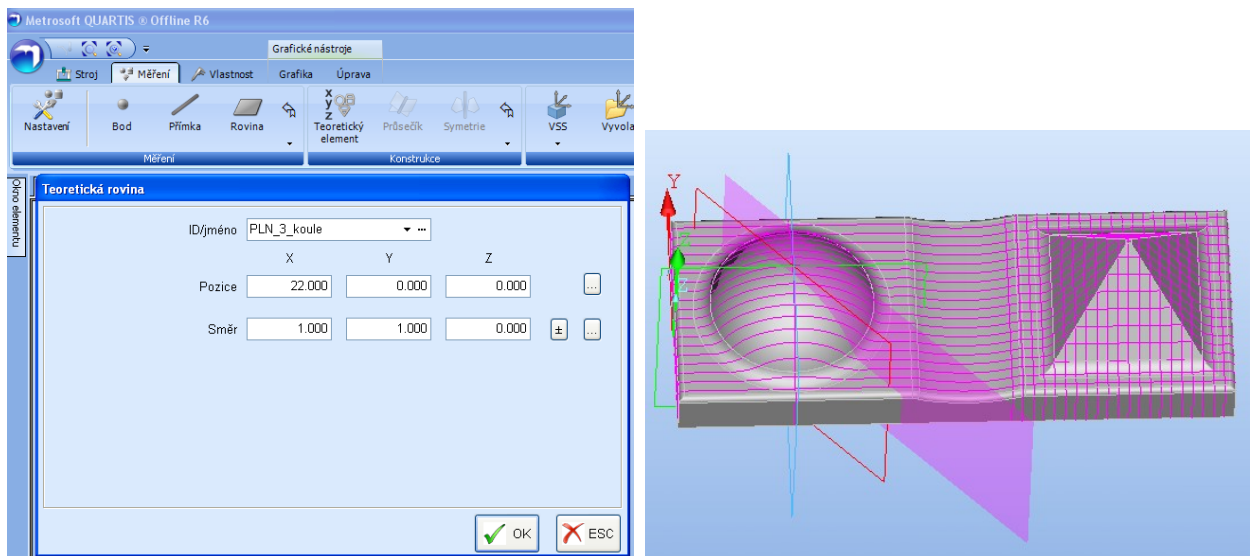 Metrosoft QUARTIS ® Offline R6
Grafické nástroje
Stroj Měření Vlastnost Grafika Úprava
Nastavení Bod Přímka Rovina Teoretický element Průsečík Symetrie VSS Vyvola
Měření Konstrukce
Okno elementu
Teoretická rovina
ID/jméno PLN_3_koule
X Y Z
Pozice 22.000 0.000 0.000 ...
Směr 1.000 1.000 0.000 ± ...
OK ESC
Y
Z